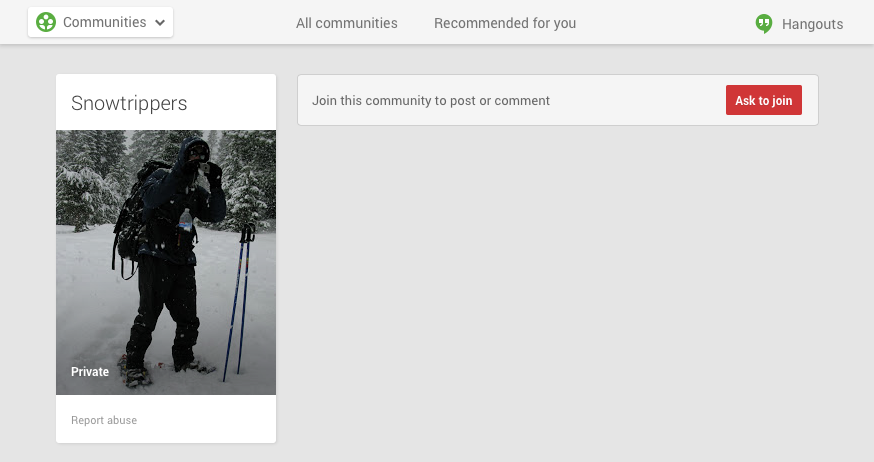 Communities
All communities
Recommended for you
Hangouts
Snowtrippers
Private
Report abuse
Join this community to post or comment
Ask to join